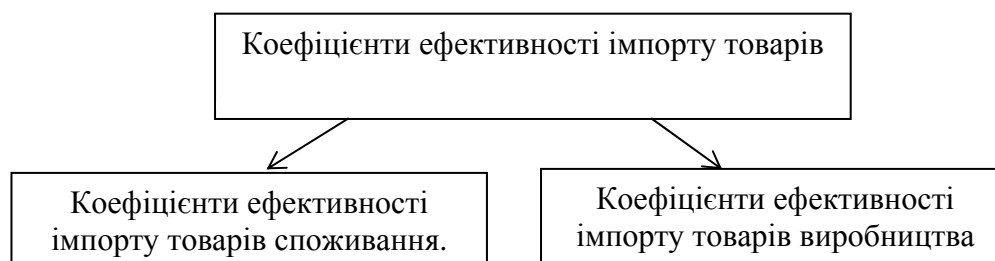 Коефіцієнти ефективності імпорту товарів
Коефіцієнти ефективності
імпорту товарів споживання.
Коефіцієнти ефективності
імпорту товарів виробництва